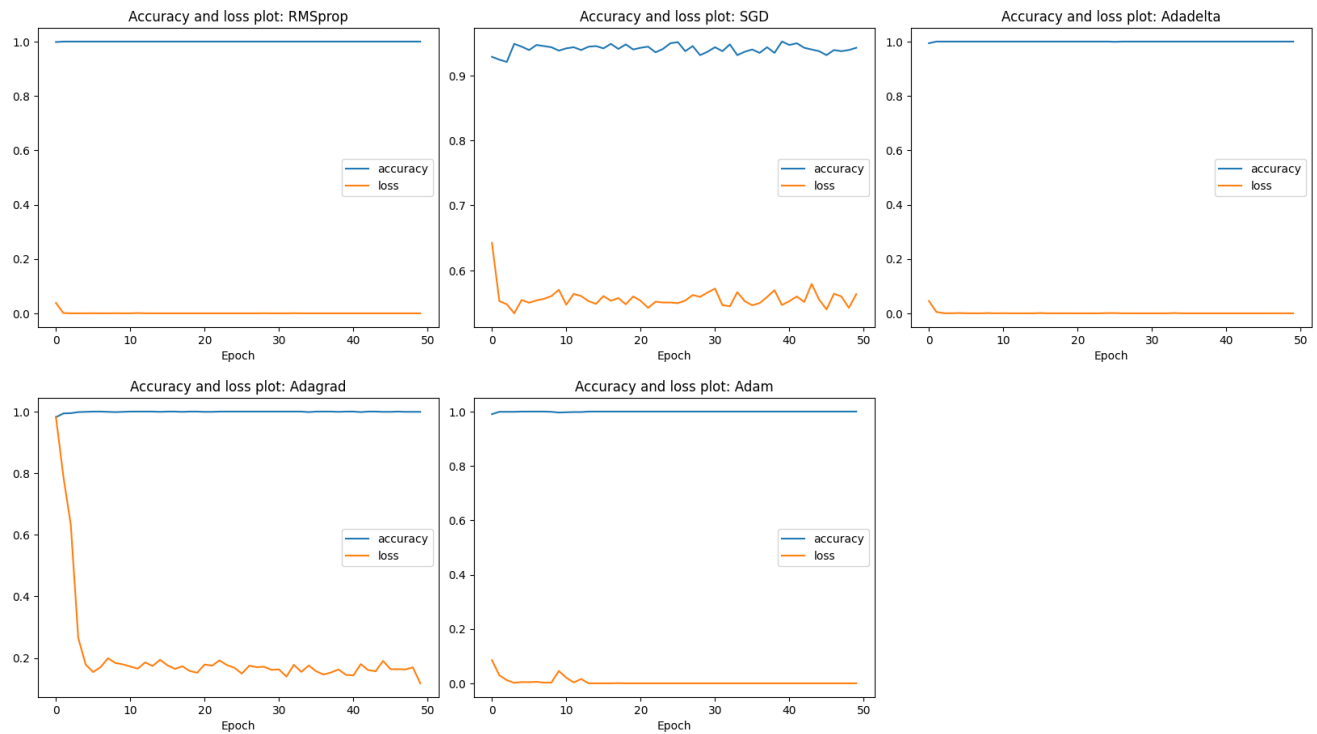 Accuracy and loss plot: RMSprop
1.0
0.8
0.6
0.4
0.2
0.0
accuracy
loss
0 10 20 30 40 50
Epoch
Accuracy and loss plot: SGD
0.9
0.8
0.7
0.6
accuracy
loss
0 10 20 30 40 50
Epoch
Accuracy and loss plot: Adadelta
1.0
0.8
0.6
0.4
0.2
0.0
accuracy
loss
0 10 20 30 40 50
Epoch
Accuracy and loss plot: Adagrad
1.0
0.8
0.6
0.4
0.2
accuracy
loss
0 10 20 30 40 50
Epoch
Accuracy and loss plot: Adam
1.0
0.8
0.6
0.4
0.2
0.0
accuracy
loss
0 10 20 30 40 50
Epoch